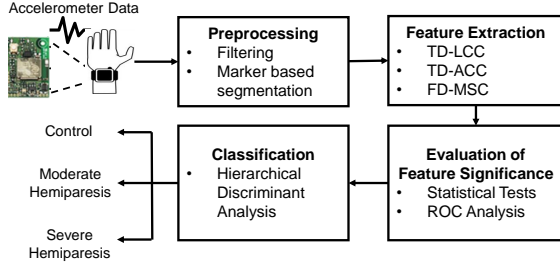 Accelerometer Data
Preprocessing
• Filtering
• Marker based
segmentation
Feature Extraction
• TD-LCC
• TD-ACC
• FD-MSC
Evaluation of
Feature Significance
• Statistical Tests
• ROC Analysis
Classification
• Hierarchical
Discriminant
Analysis
Control
Moderate
Hemiparesis
Severe
Hemiparesis